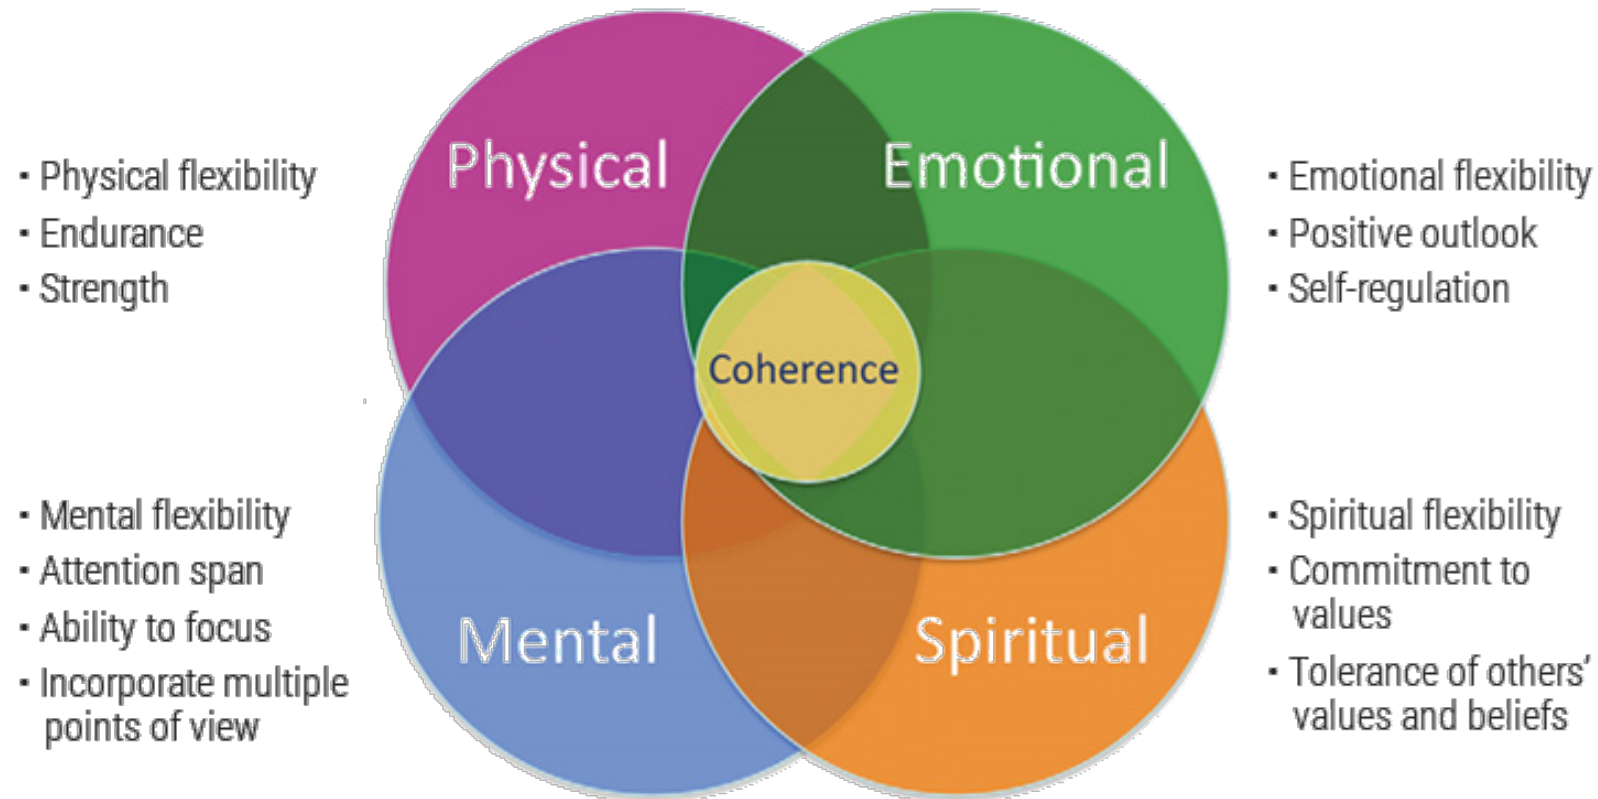 Physical
Emotional
· Physical flexibility
· Endurance
· Strength
· Emotional flexibility
· Positive outlook
· Self-regulation
Coherence
· Mental flexibility
· Attention span
· Ability to focus
· Incorporate multiple
points of view
Mental
Spiritual
· Spiritual flexibility
· Commitment to
values
· Tolerance of others’
values and beliefs